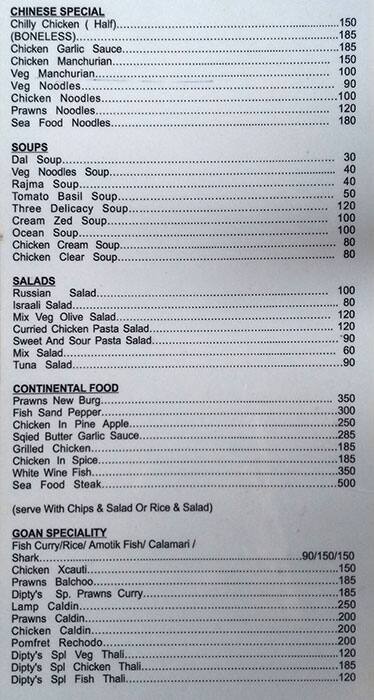 CHINESE SPECIAL
Chilly Chicken ( Half)....................150
(BONELESS)....................185
Chicken Garlic Sauce....................185
Chicken Manchurian....................150
Veg Manchurian....................100
Veg Noodles....................90
Chicken Noodles....................100
Prawns Noodles....................120
Sea Food Noodles....................180
SOUPS
Dal Soup....................30
Veg Noodles Soup....................40
Rajma Soup....................40
Tomato Basil Soup....................50
Three Delicacy Soup....................120
Cream Zed Soup....................100
Ocean Soup....................100
Chicken Cream Soup....................80
Chicken Clear Soup....................80
SALADS
Russian Salad....................100
Israali Salad....................80
Mix Veg Olive Salad....................120
Curried Chicken Pasta Salad....................120
Sweet And Sour Pasta Salad....................90
Mix Salad....................60
Tuna Salad....................90
CONTINENTAL FOOD
Prawns New Burg....................350
Fish Sand Pepper....................300
Chicken In Pine Apple....................250
Sqied Butter Garlic Sauce....................285
Grilled Chicken....................185
Chicken In Spice....................185
White Wine Fish....................350
Sea Food Steak....................500
(serve With Chips & Salad Or Rice & Salad)
GOAN SPECIALITY
Fish Curry/Rice/ Amotik Fish/ Calamari /
Shark....................90/150/150
Chicken Xcauti....................150
Prawns Balchoo....................185
Dipty's Sp. Prawns Curry....................185
Lamp Caldin....................250
Prawns Caldin....................200
Chicken Caldin....................200
Pomfret Rechodo....................200
Dipty's Spl Veg Thali....................120
Dipty's Spl Chicken Thali....................185
Dipty's Spl Fish Thali....................120